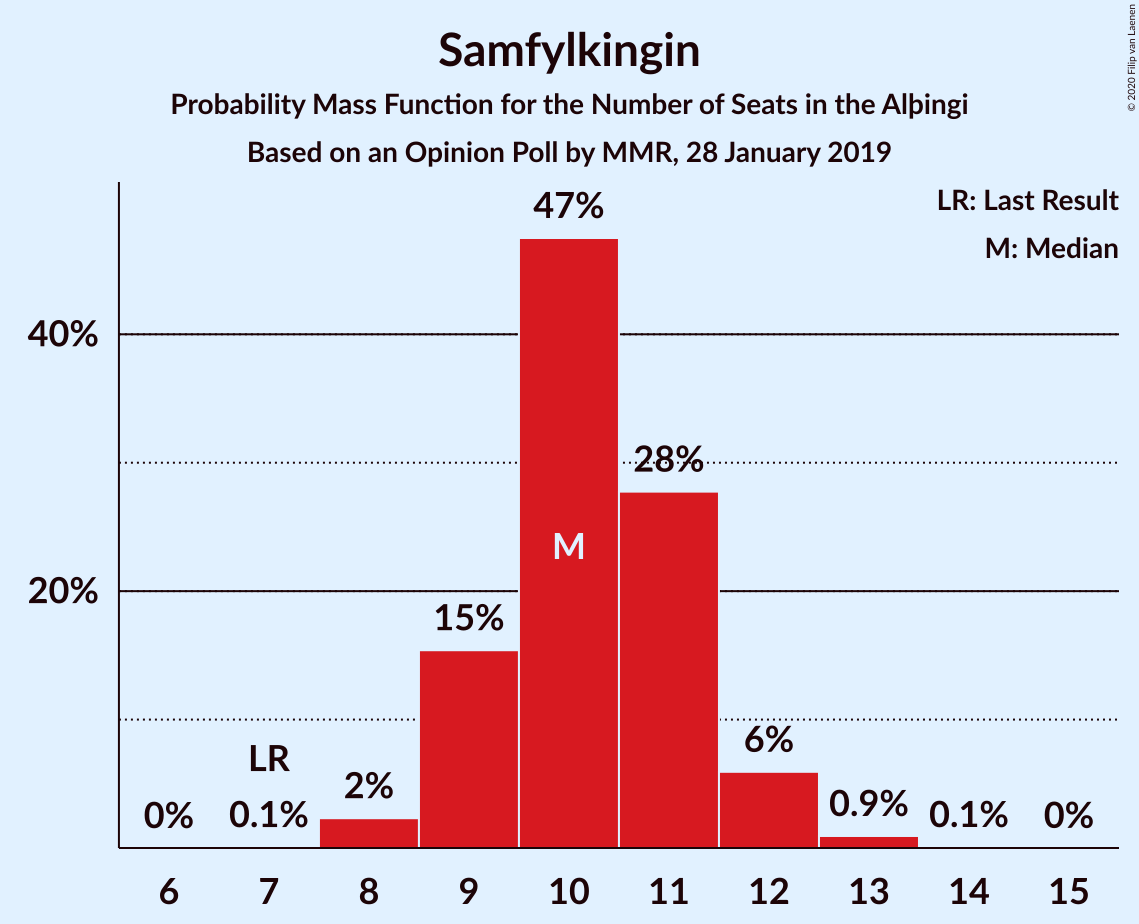 Samfylkingin
Probability Mass Function for the Number of Seats in the Alþingi
Based on an Opinion Poll by MMR, 28 January 2019
© 2020 Filip van Laenen
LR: Last Result
M: Median
47%
40%
28%
M
20%
15%
LR
6%
2%
0.9%
0%
0.1%
0.1%
0%
6 7 8 9 10 11 12 13 14 15